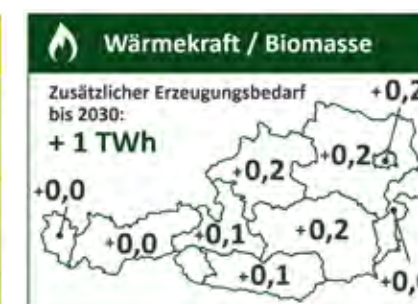 Wärmekraft / Biomasse
Zusätzlicher Erzeugungsbedarf
bis 2030:
+ 1 TWh
+0,2
+0,2
+0,2
+0,0
+0,0
+0,1
+0,2
+0,1